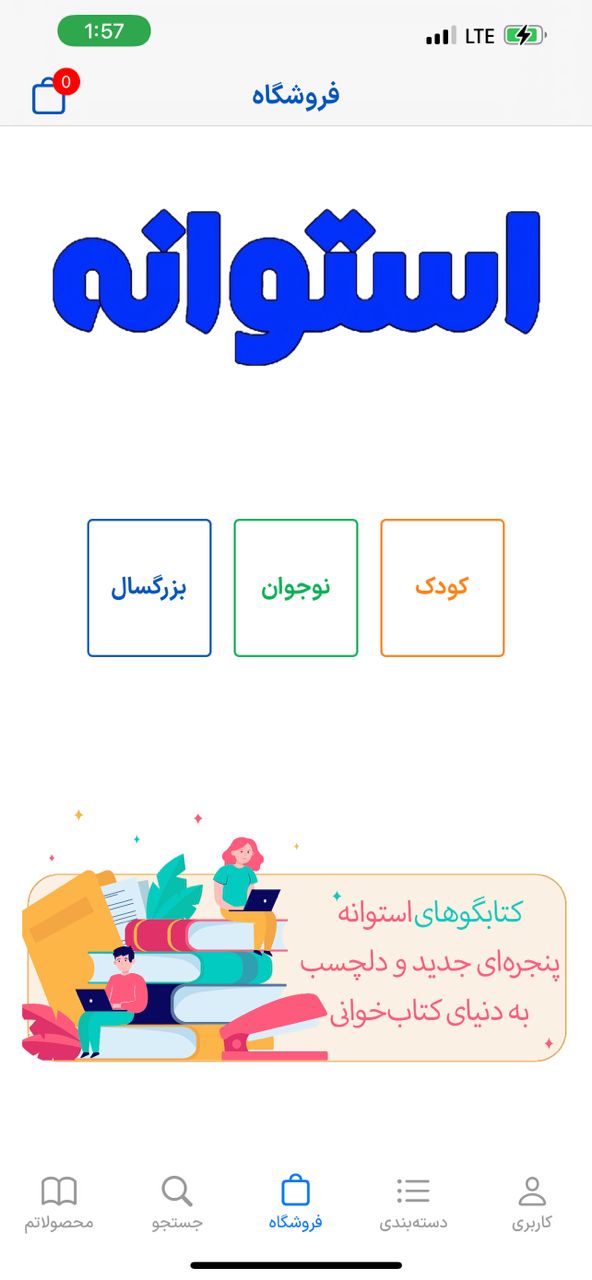 1:57
LTE
فروشگاه
0
استوانه
کودک
نوجوان
بزرگسال
کتابگوهای استوانه
پنجره‌ای جدید و دلچسب
به دنیای کتاب‌خوانی
کاربری
دسته‌بندی
فروشگاه
جستجو
محصولاتم